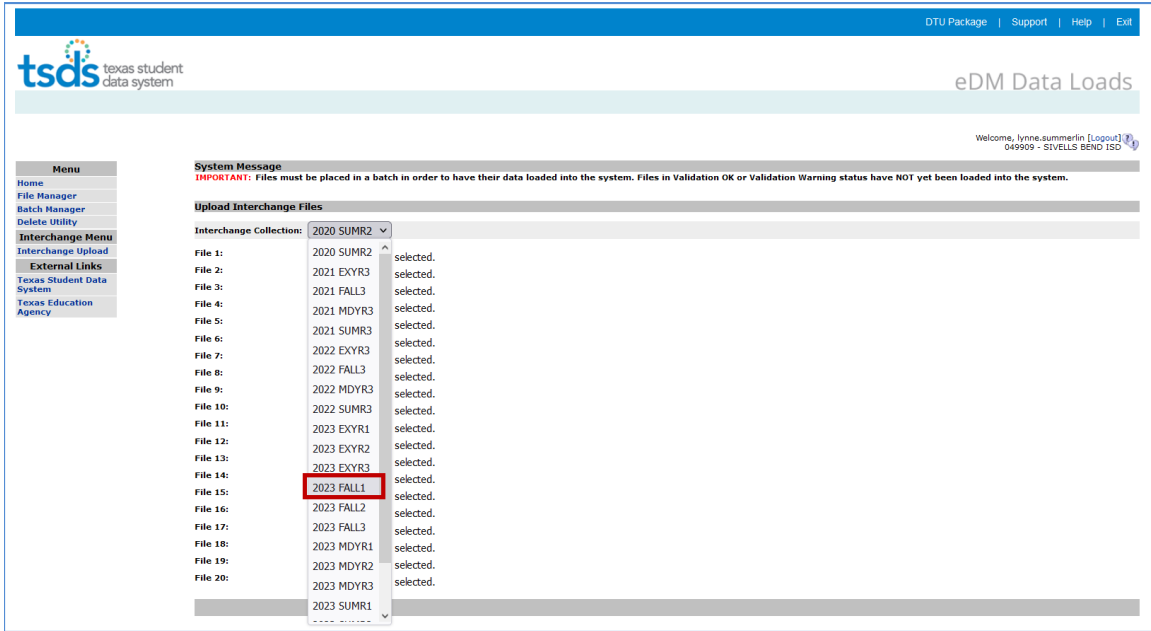 DTU Package | Support | Help | Exit
tsds texas student data system
eDM Data Loads
Welcome, lynne.summerlin [Logout]
049909 - SIVELLS BEND ISD
Menu
Home
File Manager
Batch Manager
Delete Utility
Interchange Menu
Interchange Upload
External Links
Texas Student Data
System
Texas Education
Agency
System Message
IMPORTANT: Files must be placed in a batch in order to have their data loaded into the system. Files in Validation OK or Validation Warning status have NOT yet been loaded into the system.
Upload Interchange Files
Interchange Collection: 2020 SUMR2
File 1: selected.
File 2: selected.
File 3: selected.
File 4: selected.
File 5: selected.
File 6: selected.
File 7: selected.
File 8: selected.
File 9: selected.
File 10: selected.
File 11: selected.
File 12: selected.
File 13: selected.
File 14: selected.
File 15: selected.
File 16: selected.
File 17: selected.
File 18: selected.
File 19: selected.
File 20: selected.
2020 SUMR2
2021 EXYR3
2021 FALL3
2021 MDYR3
2021 SUMR3
2022 EXYR3
2022 FALL3
2022 MDYR3
2022 SUMR3
2023 EXYR1
2023 EXYR2
2023 EXYR3
2023 FALL1
2023 FALL2
2023 FALL3
2023 MDYR1
2023 MDYR2
2023 MDYR3
2023 SUMR1